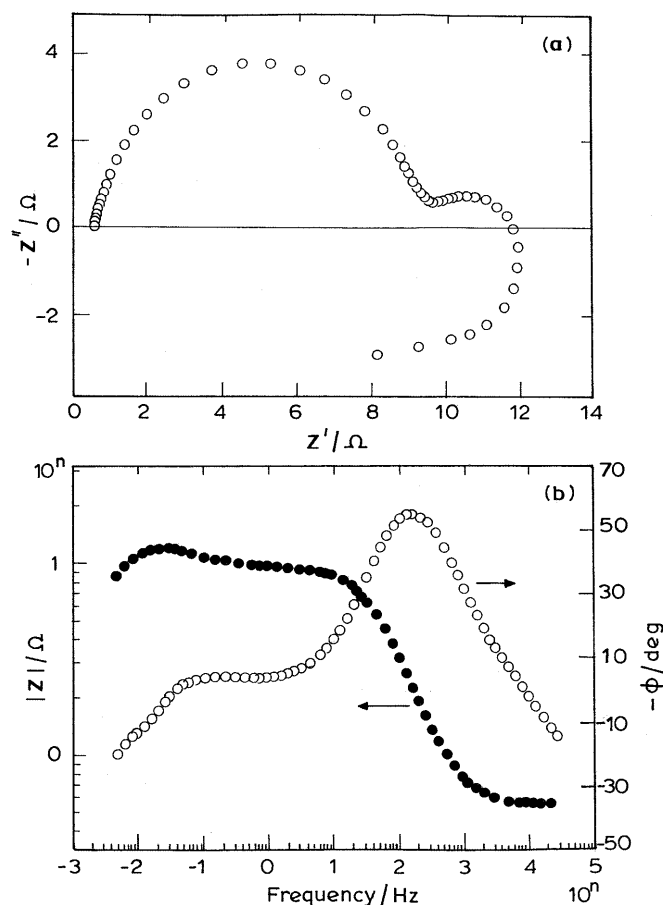 (a)
4
2
0
-2
-Z"/Ω
0 2 4 6 8 10 12 14
Z'/Ω
(b)
10ⁿ
1
0
|Z|/Ω
70
50
30
10
-10
-30
-50
-ϕ/deg
-3 -2 -1 0 1 2 3 4 5
Frequency/Hz 10ⁿ